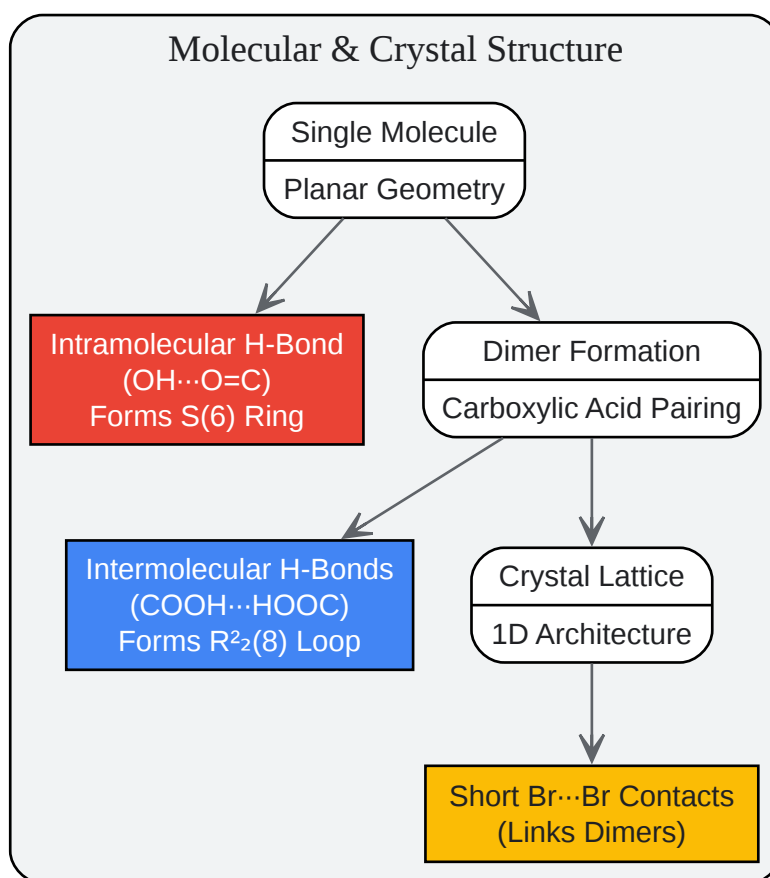 Molecular & Crystal Structure
Single Molecule
Planar Geometry
Intramolecular H-Bond
(OH···O=C)
Forms S(6) Ring
Dimer Formation
Carboxylic Acid Pairing
Intermolecular H-Bonds
(COOH···HOOC)
Forms R²₂(8) Loop
Crystal Lattice
1D Architecture
Short Br···Br Contacts
(Links Dimers)